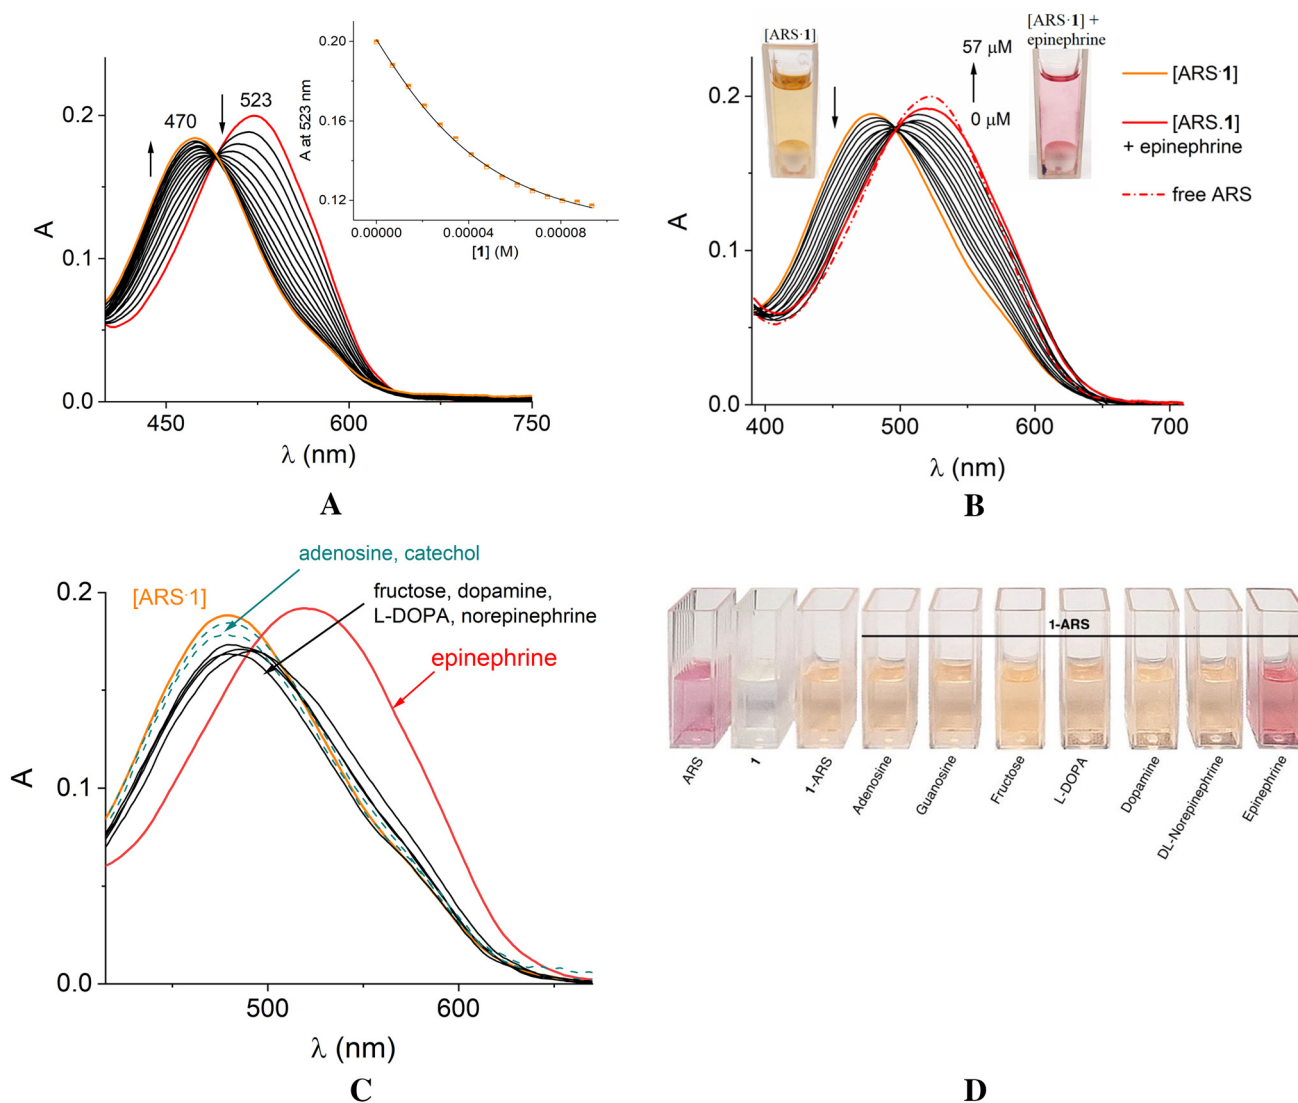 0.20
0.16
0.12
A at 523 nm
0.00000
0.00004
0.00008
[1] (M)
470
523
0.2
0.1
0.0
A
450
600
750
λ (nm)
A
[ARS·1]
57 μM
0 μM
[ARS·1] +
epinephrine
[ARS·1]
[ARS.1]
+ epinephrine
free ARS
0.2
0.1
0.0
A
400
500
600
700
λ (nm)
B
adenosine, catechol
[ARS·1]
fructose, dopamine,
L-DOPA, norepinephrine
epinephrine
0.2
0.1
0.0
A
500
600
λ (nm)
C
1-ARS
ARS
1
1-ARS
Adenosine
Guanosine
Fructose
L-DOPA
Dopamine
DL-Norepinephrine
Epinephrine
D